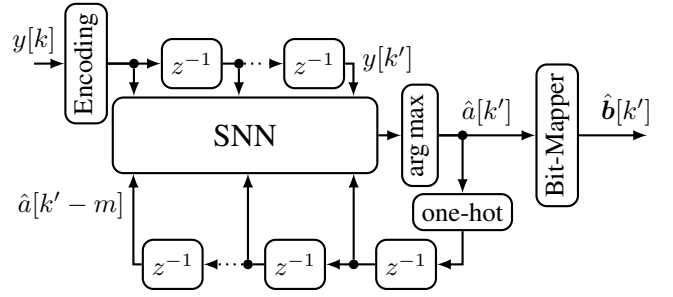 y[k]
Encoding
z⁻¹
···
z⁻¹
y[k′]
SNN
arg max
â[k′]
Bit-Mapper
b̂[k′]
â[k′ − m]
one-hot
z⁻¹
···
z⁻¹
z⁻¹